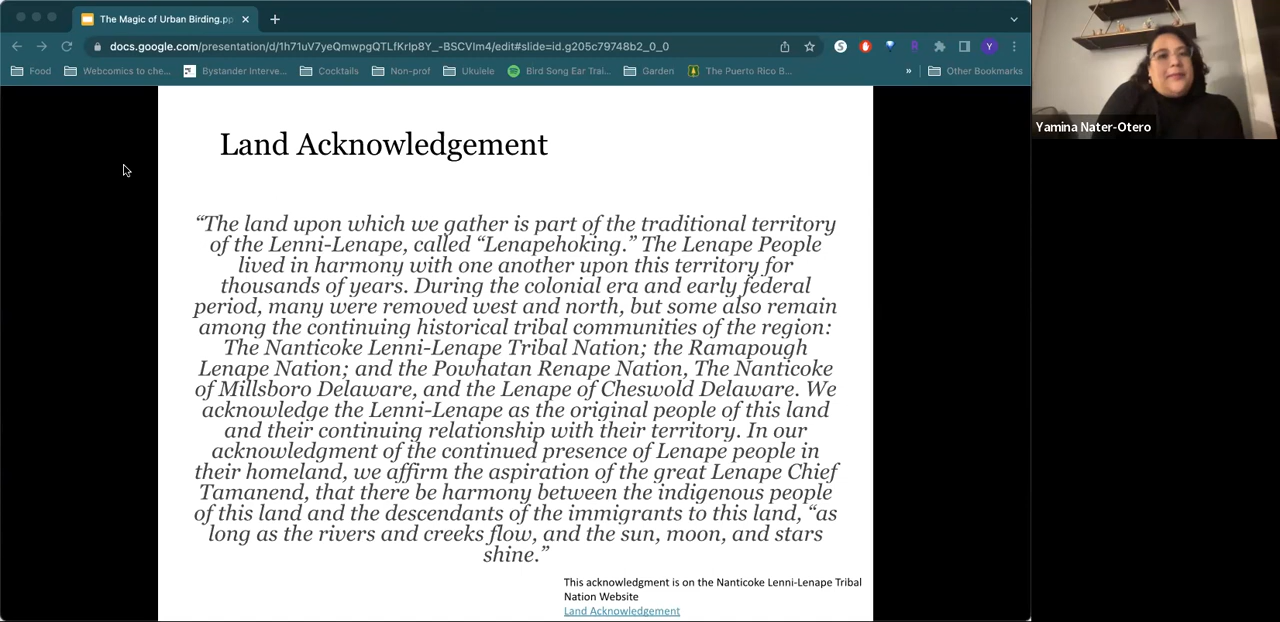 The Magic of Urban Birding.pp
docs.google.com/presentation/d/1h71uV7yeQmwpgQTLfKrIp8Y_-BSCVIm4/edit#slide=id.g205c79748b2_0_0
Food
Webcomics to che...
Bystander Interve...
Cocktails
Non-prof
Ukulele
Bird Song Ear Trai...
Garden
The Puerto Rico B...
»
Other Bookmarks
Yamina Nater-Otero
Land Acknowledgement
“The land upon which we gather is part of the traditional territory
of the Lenni-Lenape, called “Lenapehoking.” The Lenape People
lived in harmony with one another upon this territory for
thousands of years. During the colonial era and early federal
period, many were removed west and north, but some also remain
among the continuing historical tribal communities of the region:
The Nanticoke Lenni-Lenape Tribal Nation; the Ramapough
Lenape Nation; and the Powhatan Renape Nation, The Nanticoke
of Millsboro Delaware, and the Lenape of Cheswold Delaware. We
acknowledge the Lenni-Lenape as the original people of this land
and their continuing relationship with their territory. In our
acknowledgment of the continued presence of Lenape people in
their homeland, we affirm the aspiration of the great Lenape Chief
Tamanend, that there be harmony between the indigenous people
of this land and the descendants of the immigrants to this land, “as
long as the rivers and creeks flow, and the sun, moon, and stars
shine.”
This acknowledgment is on the Nanticoke Lenni-Lenape Tribal
Nation Website
Land Acknowledgement